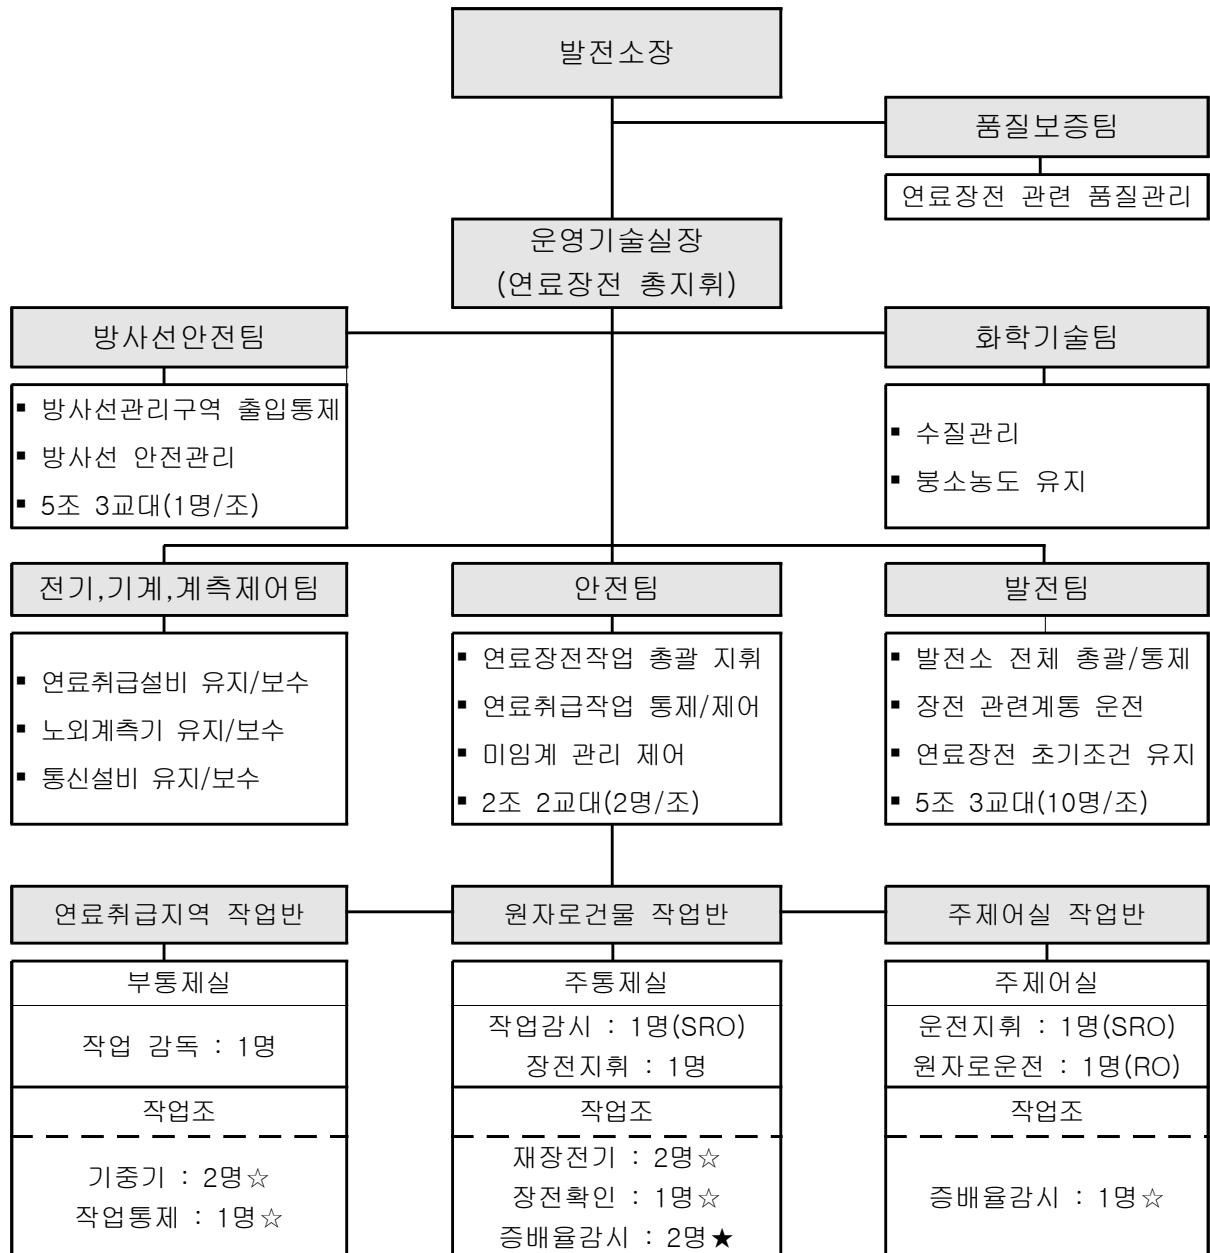 발전소장
품질보증팀
연료장전 관련 품질관리
운영기술실장
(연료장전 총지휘)
방사선안전팀
▪ 방사선관리구역 출입통제
▪ 방사선 안전관리
▪ 5조 3교대(1명/조)
화학기술팀
▪ 수질관리
▪ 붕소농도 유지
전기,기계,계측제어팀
▪ 연료취급설비 유지/보수
▪ 노외계측기 유지/보수
▪ 통신설비 유지/보수
안전팀
▪ 연료장전작업 총괄 지휘
▪ 연료취급작업 통제/제어
▪ 미임계 관리 제어
▪ 2조 2교대(2명/조)
발전팀
▪ 발전소 전체 총괄/통제
▪ 장전 관련계통 운전
▪ 연료장전 초기조건 유지
▪ 5조 3교대(10명/조)
연료취급지역 작업반
부통제실
작업 감독 : 1명
작업조
기중기 : 2명☆
작업통제 : 1명☆
원자로건물 작업반
주통제실
작업감시 : 1명(SRO)
장전지휘 : 1명
작업조
재장전기 : 2명☆
장전확인 : 1명☆
증배율감시 : 2명★
주제어실 작업반
주제어실
운전지휘 : 1명(SRO)
원자로운전 : 1명(RO)
작업조
증배율감시 : 1명☆